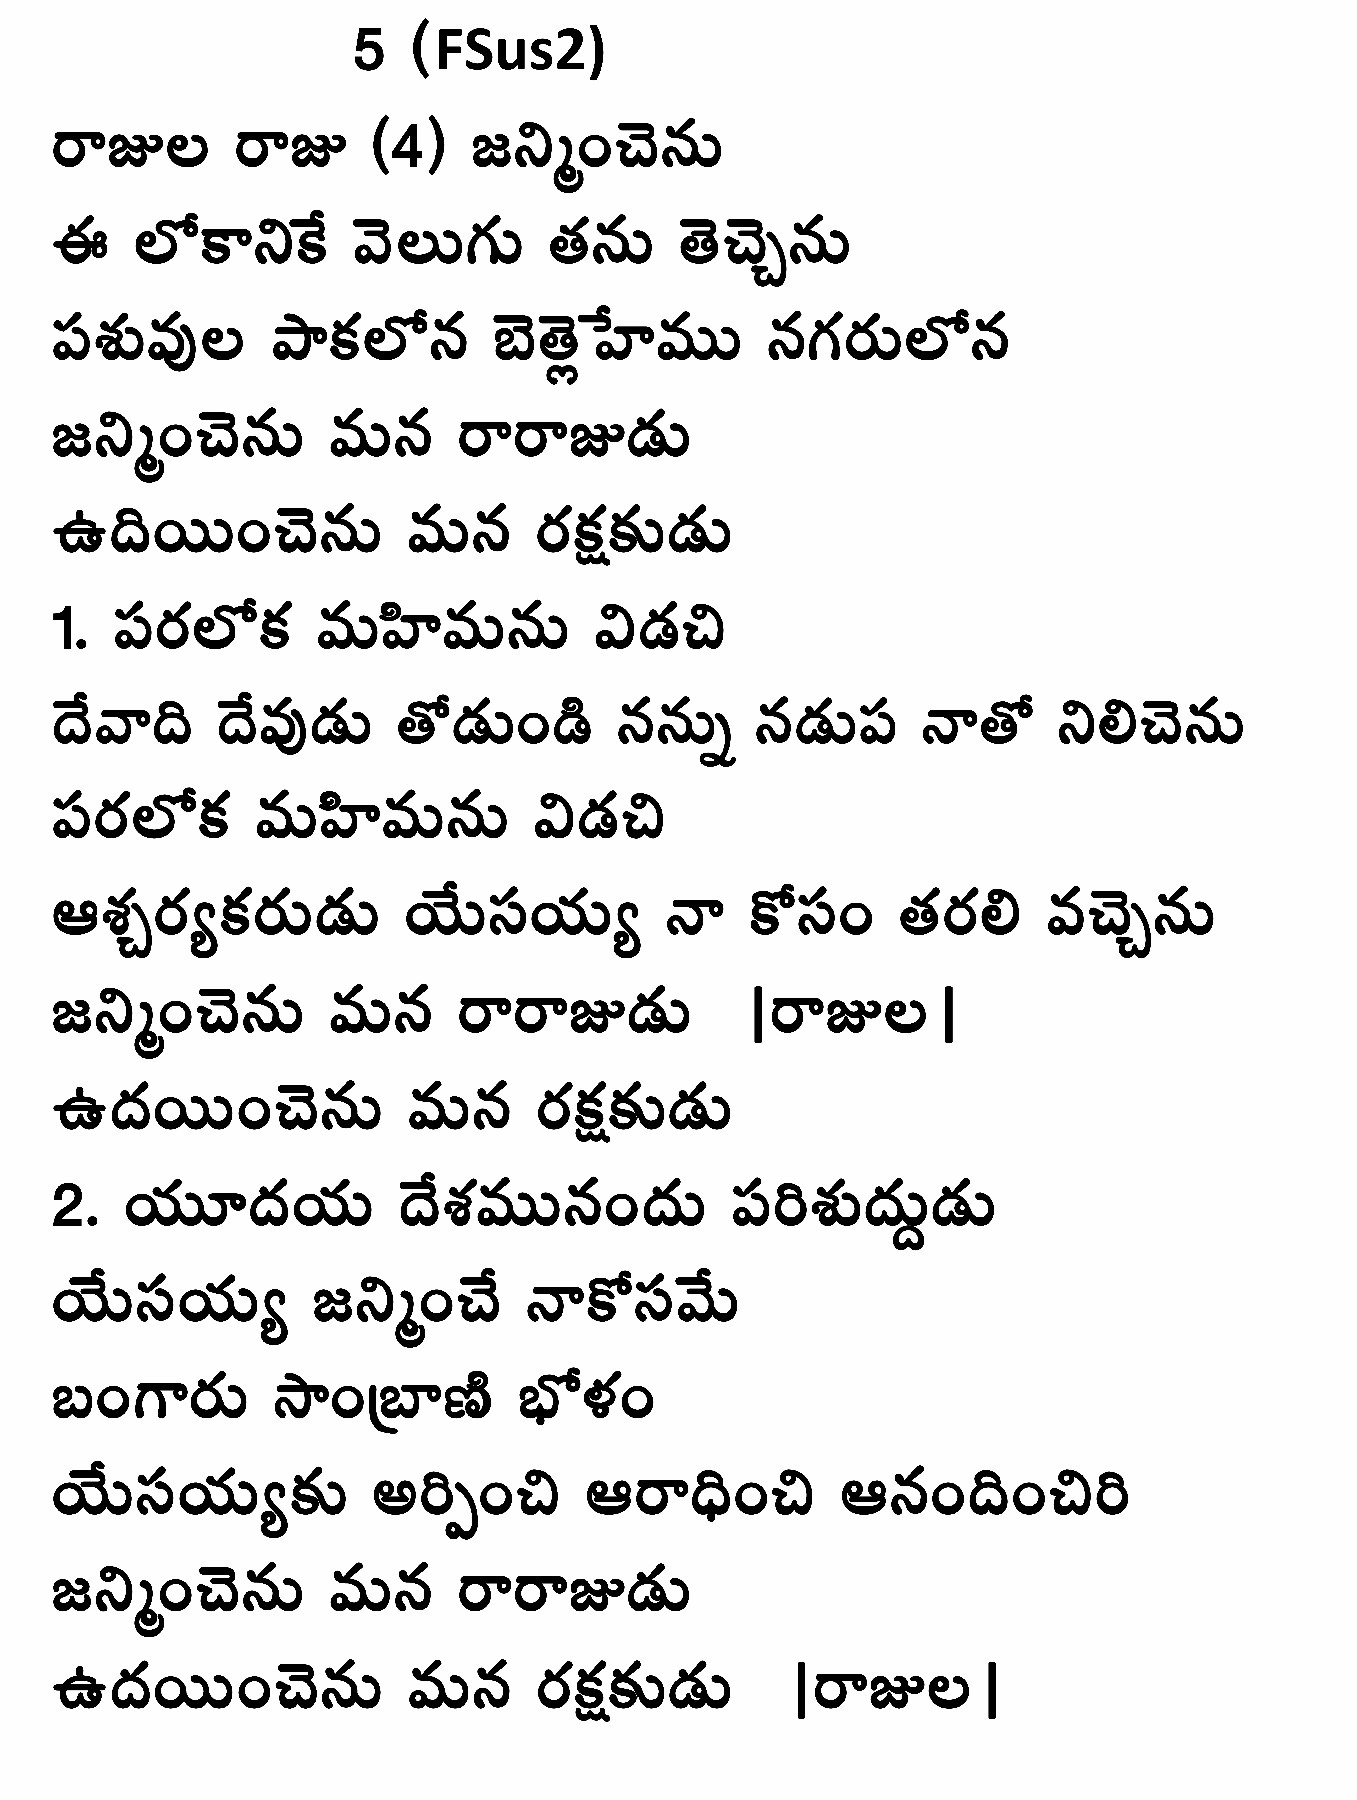 5 (FSus2)
రాజుల రాజు (4) జన్మించెను
ఈ లోకానికే వెలుగు తను తెచ్చెను
పశువుల పాకలోన బెత్లెహేము నగరులోన
జన్మించెను మన రారాజుడు
ఉదియించెను మన రక్షకుడు
1. పరలోక మహిమను విడచి
దేవాది దేవుడు తోడుండి నన్ను నడుప నాతో నిలిచెను
పరలోక మహిమను విడచి
ఆశ్చర్యకరుడు యేసయ్య నా కోసం తరలి వచ్చెను
జన్మించెను మన రారాజుడు |రాజుల|
ఉదయించెను మన రక్షకుడు
2. యూదయ దేశమునందు పరిశుద్దుడు
యేసయ్య జన్మించే నాకోసమే
బంగారు సాంబ్రాణి భోళం
యేసయ్యకు అర్పించి ఆరాధించి ఆనందించిరి
జన్మించెను మన రారాజుడు
ఉదయించెను మన రక్షకుడు |రాజుల|